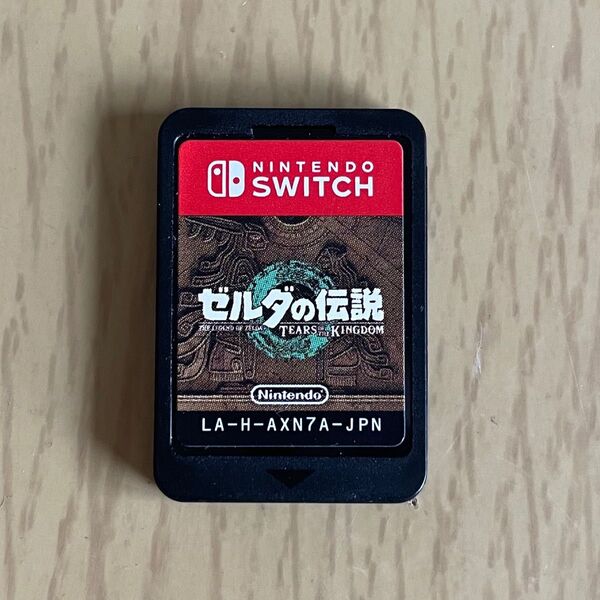 NINTENDO
SWITCH
ゼルダの伝説
THE LEGEND OF ZELDA
TEARS OF THE KINGDOM
Nintendo
LA-H-AXN7A-JPN